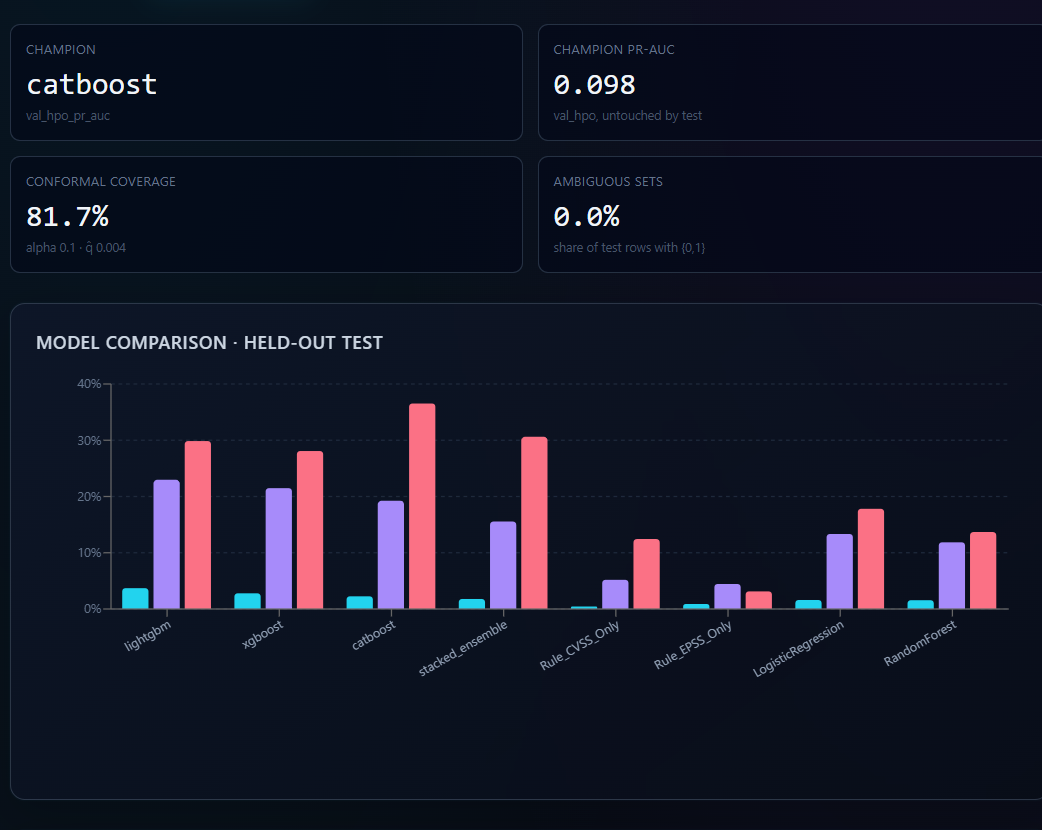 CHAMPION
catboost
val_hpo_pr_auc
CHAMPION PR-AUC
0.098
val_hpo, untouched by test
CONFORMAL COVERAGE
81.7%
alpha 0.1 · q̂ 0.004
AMBIGUOUS SETS
0.0%
share of test rows with {0,1}
MODEL COMPARISON · HELD-OUT TEST
40%
30%
20%
10%
0%
lightgbm
xgboost
catboost
stacked_ensemble
Rule_CVSS_Only
Rule_EPSS_Only
LogisticRegression
RandomForest